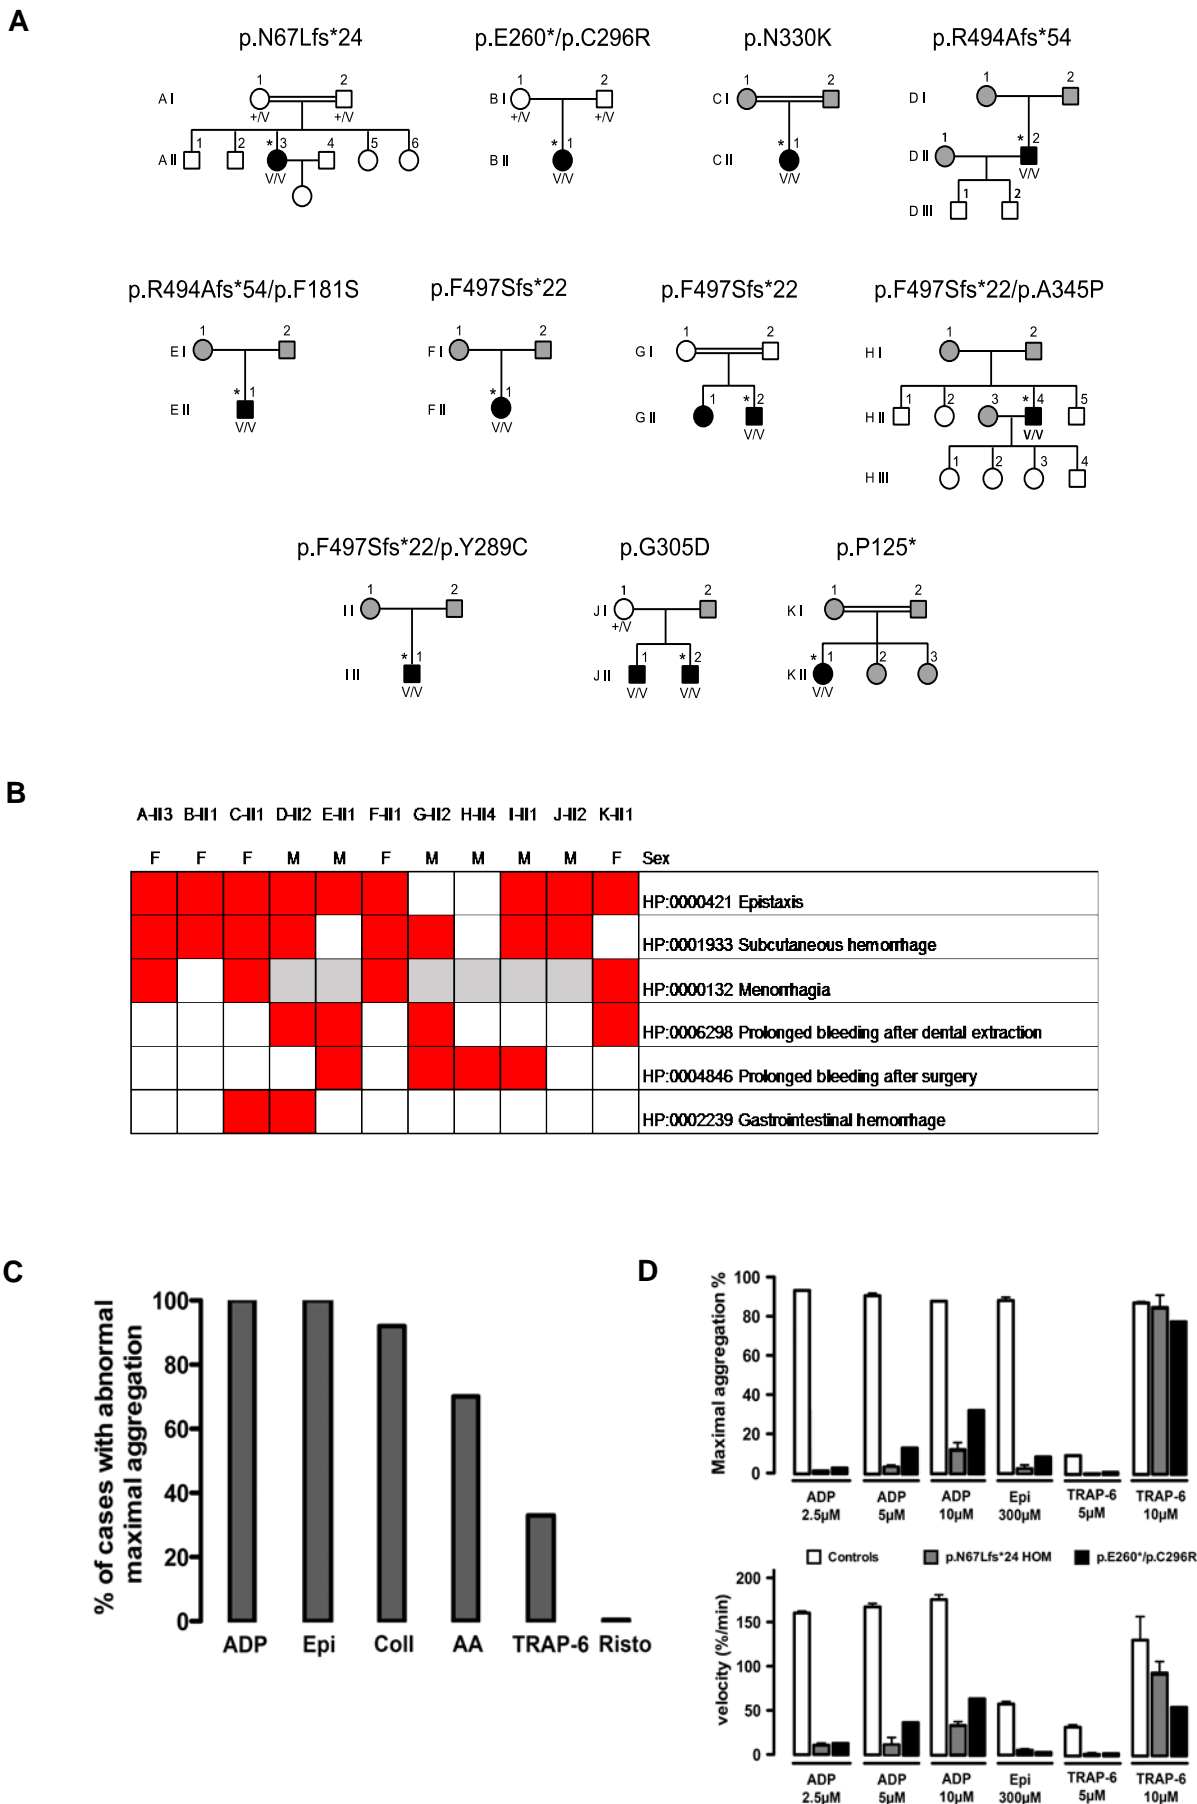 A
p.N67Lfs*24
p.E260*/p.C296R
p.N330K
p.R494Afs*54
1 2
1 2
1 2
1 2
A I
B I
C I
D I
+/V +/V
+/V +/V
1 2 * 3 4 5 6
* 1
* 1
1 * 2
A II
B II
C II
D II
V/V
V/V
V/V
V/V
1 2
D III
p.R494Afs*54/p.F181S
p.F497Sfs*22
p.F497Sfs*22
p.F497Sfs*22/p.A345P
1 2
1 2
1 2
1 2
E I
F I
G I
H I
* 1
* 1
1 * 2
1 2 3 * 4 5
E II
F II
G II
H II
V/V
V/V
V/V
V/V
1 2 3 4
H III
p.F497Sfs*22/p.Y289C
p.G305D
p.P125*
1 2
1 2
1 2
I I
J I
K I
+/V
* 1
1 * 2
* 1 2 3
I II
J II
K II
V/V
V/V V/V
V/V
B
A-II3 B-II1 C-II1 D-II2 E-II1 F-II1 G-II2 H-II4 I-II1 J-II2 K-II1
F F F M M F M M M M F Sex
HP:0000421 Epistaxis
HP:0001933 Subcutaneous hemorrhage
HP:0000132 Menorrhagia
HP:0006298 Prolonged bleeding after dental extraction
HP:0004846 Prolonged bleeding after surgery
HP:0002239 Gastrointestinal hemorrhage
C
% of cases with abnormal
maximal aggregation
100
80
60
40
20
0
ADP Epi Coll AA TRAP-6 Risto
D
Maximal aggregation %
100
80
60
40
20
0
ADP ADP ADP Epi TRAP-6 TRAP-6
2.5µM 5µM 10µM 300µM 5µM 10µM
Controls p.N67Lfs*24 HOM p.E260*/p.C296R
velocity (%/min)
200
150
100
50
0
ADP ADP ADP Epi TRAP-6 TRAP-6
2.5µM 5µM 10µM 300µM 5µM 10µM